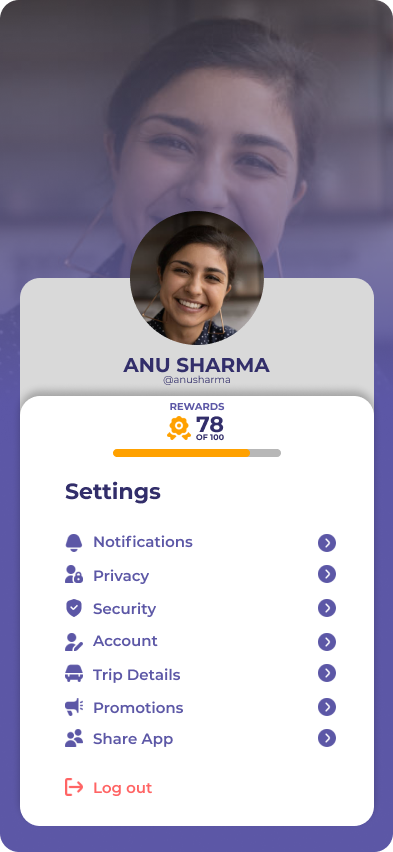 ANU SHARMA
@anusharma
REWARDS
78
OF 100
Settings
Notifications
Privacy
Security
Account
Trip Details
Promotions
Share App
Log out